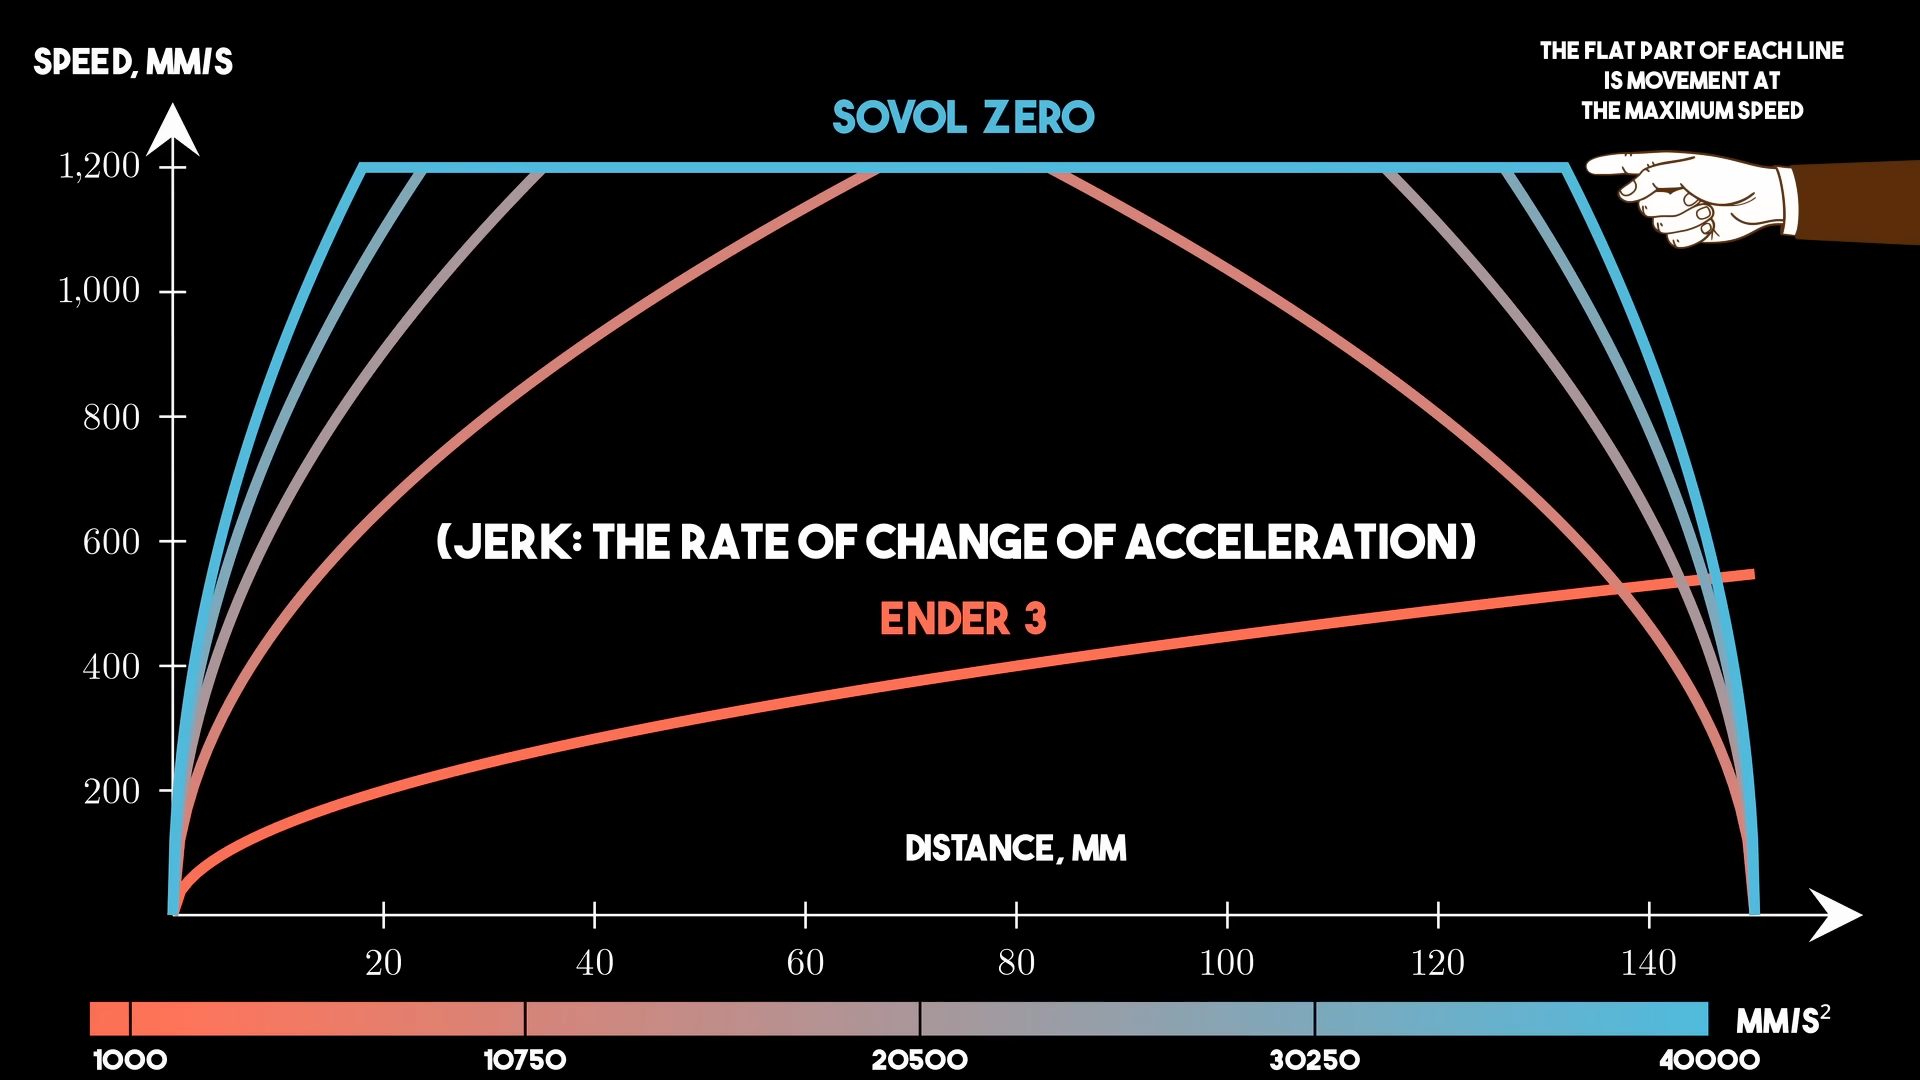 SPEED, MM/S
THE FLAT PART OF EACH LINE
IS MOVEMENT AT
THE MAXIMUM SPEED
SOVOL ZERO
1,200
1,000
800
600
400
200
(JERK: THE RATE OF CHANGE OF ACCELERATION)
ENDER 3
DISTANCE, MM
20 40 60 80 100 120 140
MM/S²
1000 10750 20500 30250 40000